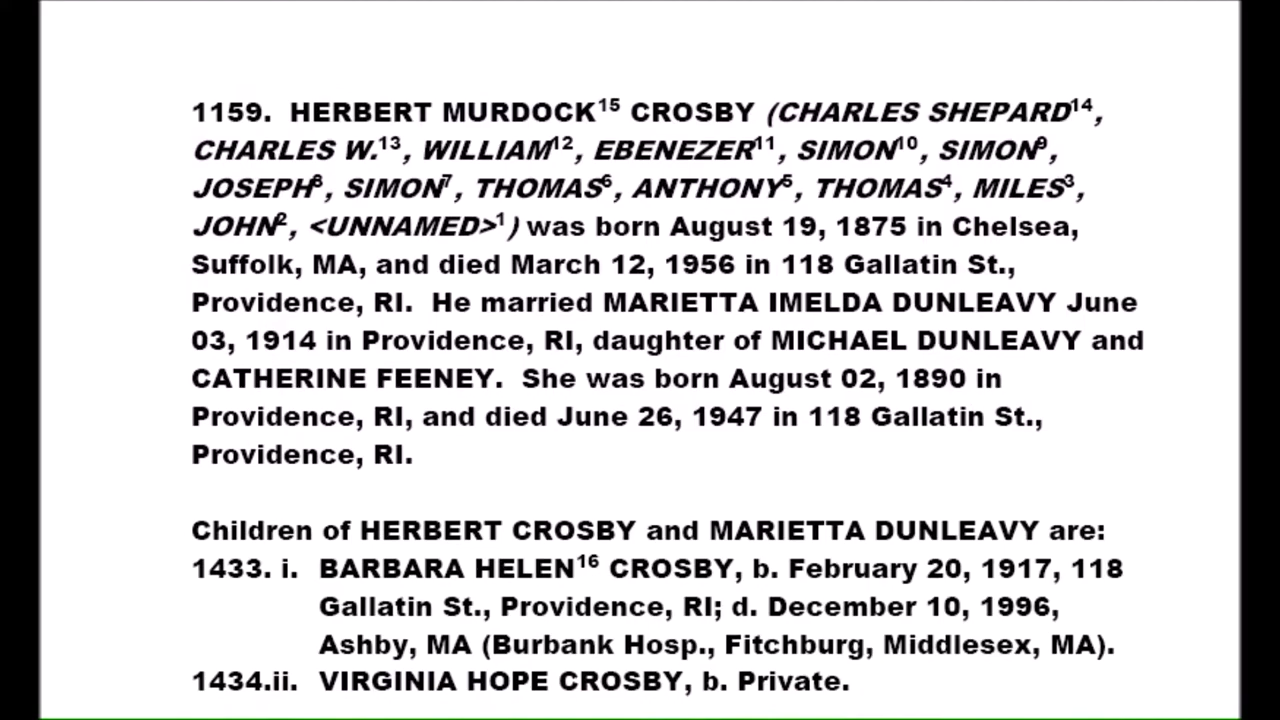 1159. HERBERT MURDOCK¹⁵ CROSBY (CHARLES SHEPARD¹⁴,
CHARLES W.¹³, WILLIAM¹², EBENEZER¹¹, SIMON¹⁰, SIMON⁹,
JOSEPH⁸, SIMON⁷, THOMAS⁶, ANTHONY⁵, THOMAS⁴, MILES³,
JOHN², <UNNAMED>¹) was born August 19, 1875 in Chelsea,
Suffolk, MA, and died March 12, 1956 in 118 Gallatin St.,
Providence, RI. He married MARIETTA IMELDA DUNLEAVY June
03, 1914 in Providence, RI, daughter of MICHAEL DUNLEAVY and
CATHERINE FEENEY. She was born August 02, 1890 in
Providence, RI, and died June 26, 1947 in 118 Gallatin St.,
Providence, RI.
Children of HERBERT CROSBY and MARIETTA DUNLEAVY are:
1433. i. BARBARA HELEN¹⁶ CROSBY, b. February 20, 1917, 118
Gallatin St., Providence, RI; d. December 10, 1996,
Ashby, MA (Burbank Hosp., Fitchburg, Middlesex, MA).
1434.ii. VIRGINIA HOPE CROSBY, b. Private.